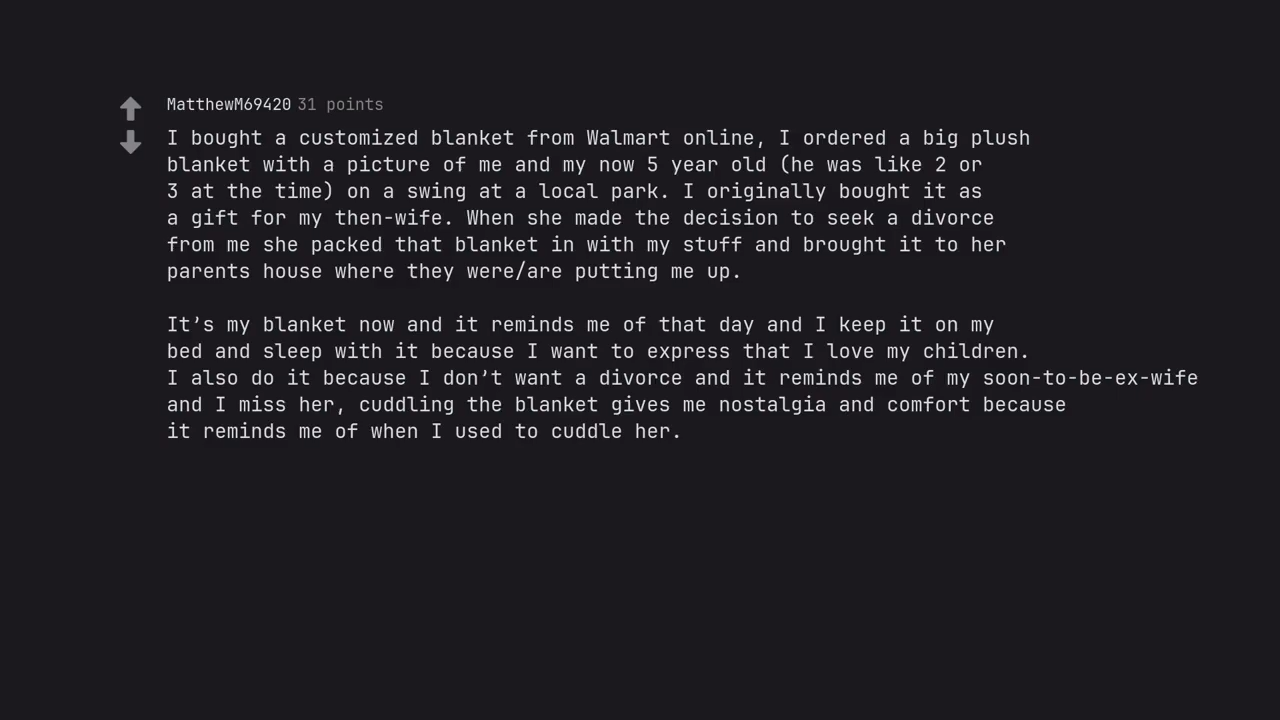 MatthewM69420 31 points
I bought a customized blanket from Walmart online, I ordered a big plush
blanket with a picture of me and my now 5 year old (he was like 2 or
3 at the time) on a swing at a local park. I originally bought it as
a gift for my then-wife. When she made the decision to seek a divorce
from me she packed that blanket in with my stuff and brought it to her
parents house where they were/are putting me up.
It’s my blanket now and it reminds me of that day and I keep it on my
bed and sleep with it because I want to express that I love my children.
I also do it because I don’t want a divorce and it reminds me of my soon-to-be-ex-wife
and I miss her, cuddling the blanket gives me nostalgia and comfort because
it reminds me of when I used to cuddle her.